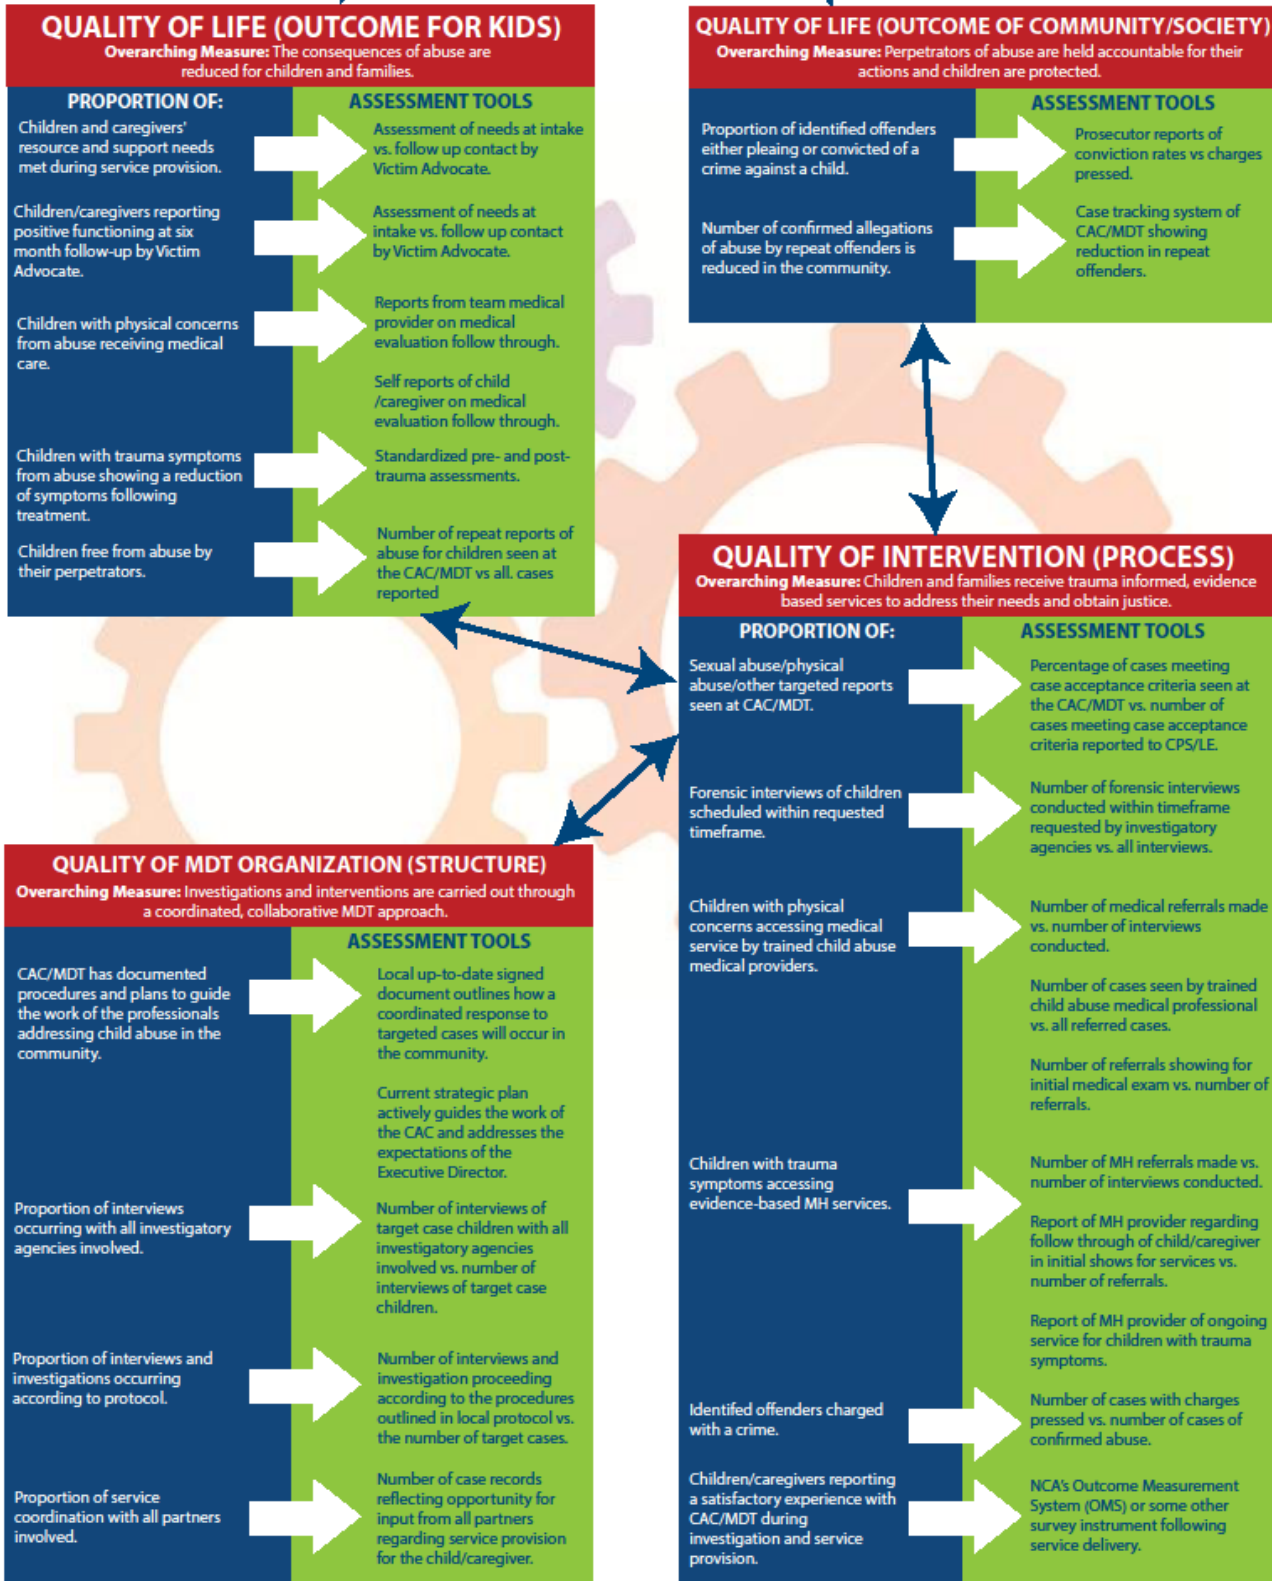 QUALITY OF LIFE (OUTCOME FOR KIDS)
Overarching Measure: The consequences of abuse are
reduced for children and families.
PROPORTION OF:
ASSESSMENT TOOLS
Children and caregivers'
resource and support needs
met during service provision.
Assessment of needs at intake
vs. follow up contact by
Victim Advocate.
Children/caregivers reporting
positive functioning at six
month follow-up by Victim
Advocate.
Assessment of needs at
intake vs. follow up contact
by Victim Advocate.
Children with physical concerns
from abuse receiving medical
care.
Reports from team medical
provider on medical
evaluation follow through.
Self reports of child
/caregiver on medical
evaluation follow through.
Children with trauma symptoms
from abuse showing a reduction
of symptoms following
treatment.
Standardized pre- and post-
trauma assessments.
Children free from abuse by
their perpetrators.
Number of repeat reports of
abuse for children seen at
the CAC/MDT vs all. cases
reported
QUALITY OF LIFE (OUTCOME OF COMMUNITY/SOCIETY)
Overarching Measure: Perpetrators of abuse are held accountable for their
actions and children are protected.
ASSESSMENT TOOLS
Proportion of identified offenders
either pleaing or convicted of a
crime against a child.
Prosecutor reports of
conviction rates vs charges
pressed.
Number of confirmed allegations
of abuse by repeat offenders is
reduced in the community.
Case tracking system of
CAC/MDT showing
reduction in repeat
offenders.
QUALITY OF INTERVENTION (PROCESS)
Overarching Measure: Children and families receive trauma informed, evidence
based services to address their needs and obtain justice.
PROPORTION OF:
ASSESSMENT TOOLS
Sexual abuse/physical
abuse/other targeted reports
seen at CAC/MDT.
Percentage of cases meeting
case acceptance criteria seen at
the CAC/MDT vs. number of
cases meeting case acceptance
criteria reported to CPS/LE.
Forensic interviews of children
scheduled within requested
timeframe.
Number of forensic interviews
conducted within timeframe
requested by investigatory
agencies vs. all interviews.
Children with physical
concerns accessing medical
service by trained child abuse
medical providers.
Number of medical referrals made
vs. number of interviews
conducted.
Number of cases seen by trained
child abuse medical professional
vs. all referred cases.
Number of referrals showing for
initial medical exam vs. number of
referrals.
Children with trauma
symptoms accessing
evidence-based MH services.
Number of MH referrals made vs.
number of interviews conducted.
Report of MH provider regarding
follow through of child/caregiver
in initial shows for services vs.
number of referrals.
Report of MH provider of ongoing
service for children with trauma
symptoms.
Identifed offenders charged
with a crime.
Number of cases with charges
pressed vs. number of cases of
confirmed abuse.
Children/caregivers reporting
a satisfactory experience with
CAC/MDT during
investigation and service
provision.
NCA's Outcome Measurement
System (OMS) or some other
survey instrument following
service delivery.
QUALITY OF MDT ORGANIZATION (STRUCTURE)
Overarching Measure: Investigations and interventions are carried out through
a coordinated, collaborative MDT approach.
ASSESSMENT TOOLS
CAC/MDT has documented
procedures and plans to guide
the work of the professionals
addressing child abuse in the
community.
Local up-to-date signed
document outlines how a
coordinated response to
targeted cases will occur in
the community.
Current strategic plan
actively guides the work of
the CAC and addresses the
expectations of the
Executive Director.
Proportion of interviews
occurring with all investigatory
agencies involved.
Number of interviews of
target case children with all
investigatory agencies
involved vs. number of
interviews of target case
children.
Proportion of interviews and
investigations occurring
according to protocol.
Number of interviews and
investigation proceeding
according to the procedures
outlined in local protocol vs.
the number of target cases.
Proportion of service
coordination with all partners
involved.
Number of case records
reflecting opportunity for
input from all partners
regarding service provision
for the child/caregiver.